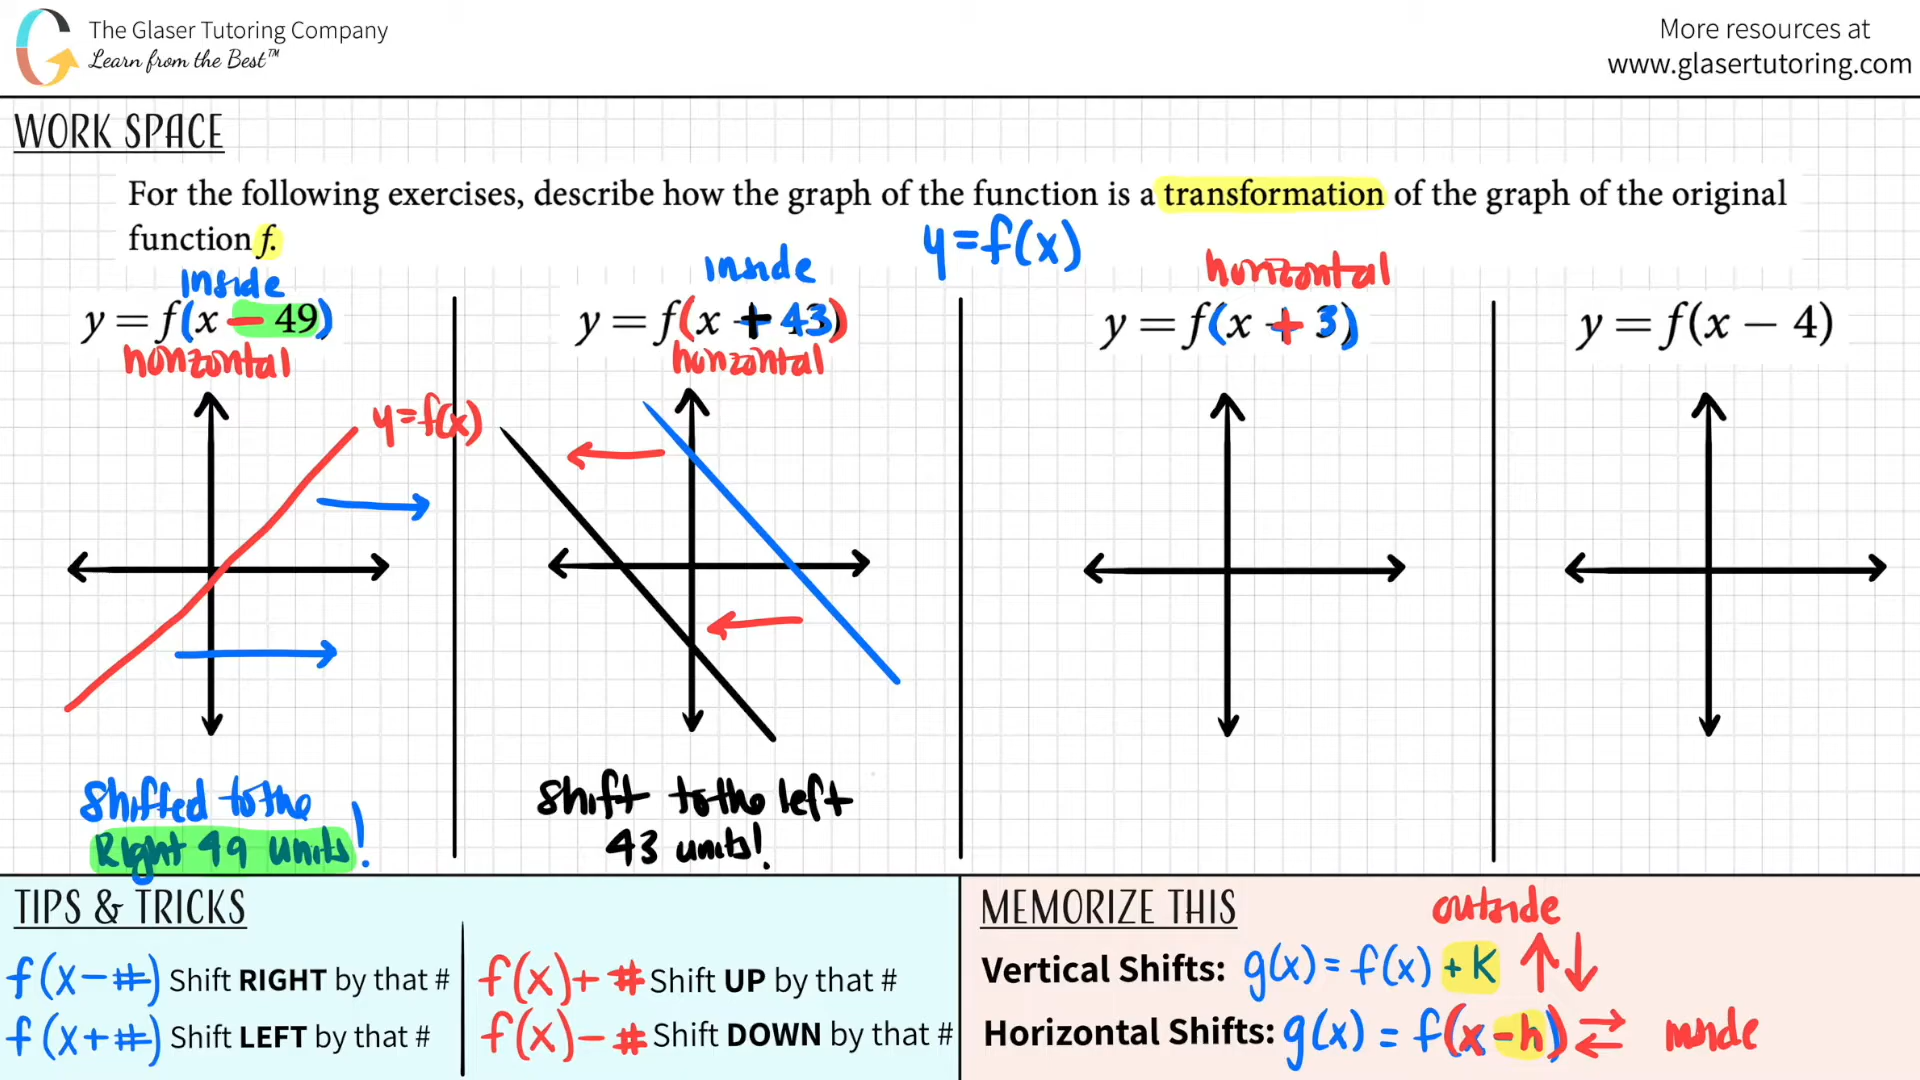 The Glaser Tutoring Company
Learn from the Best™
More resources at
www.glasertutoring.com
WORK SPACE
For the following exercises, describe how the graph of the function is a transformation of the graph of the original
function f.
y=f(x)
inside
y = f(x - 49)
horizontal
y=f(x)
Shifted to the
Right 49 units!
inside
y = f(x + 43)
horizontal
Shift to the left
43 units!
horizontal
y = f(x + 3)
y = f(x − 4)
TIPS & TRICKS
f(x-#) Shift RIGHT by that #
f(x+#) Shift LEFT by that #
f(x)+ # Shift UP by that #
f(x)- # Shift DOWN by that #
MEMORIZE THIS
outside
Vertical Shifts: g(x) = f(x) + K ↑↓
Horizontal Shifts: g(x) = f(x-h) ⇄ inside